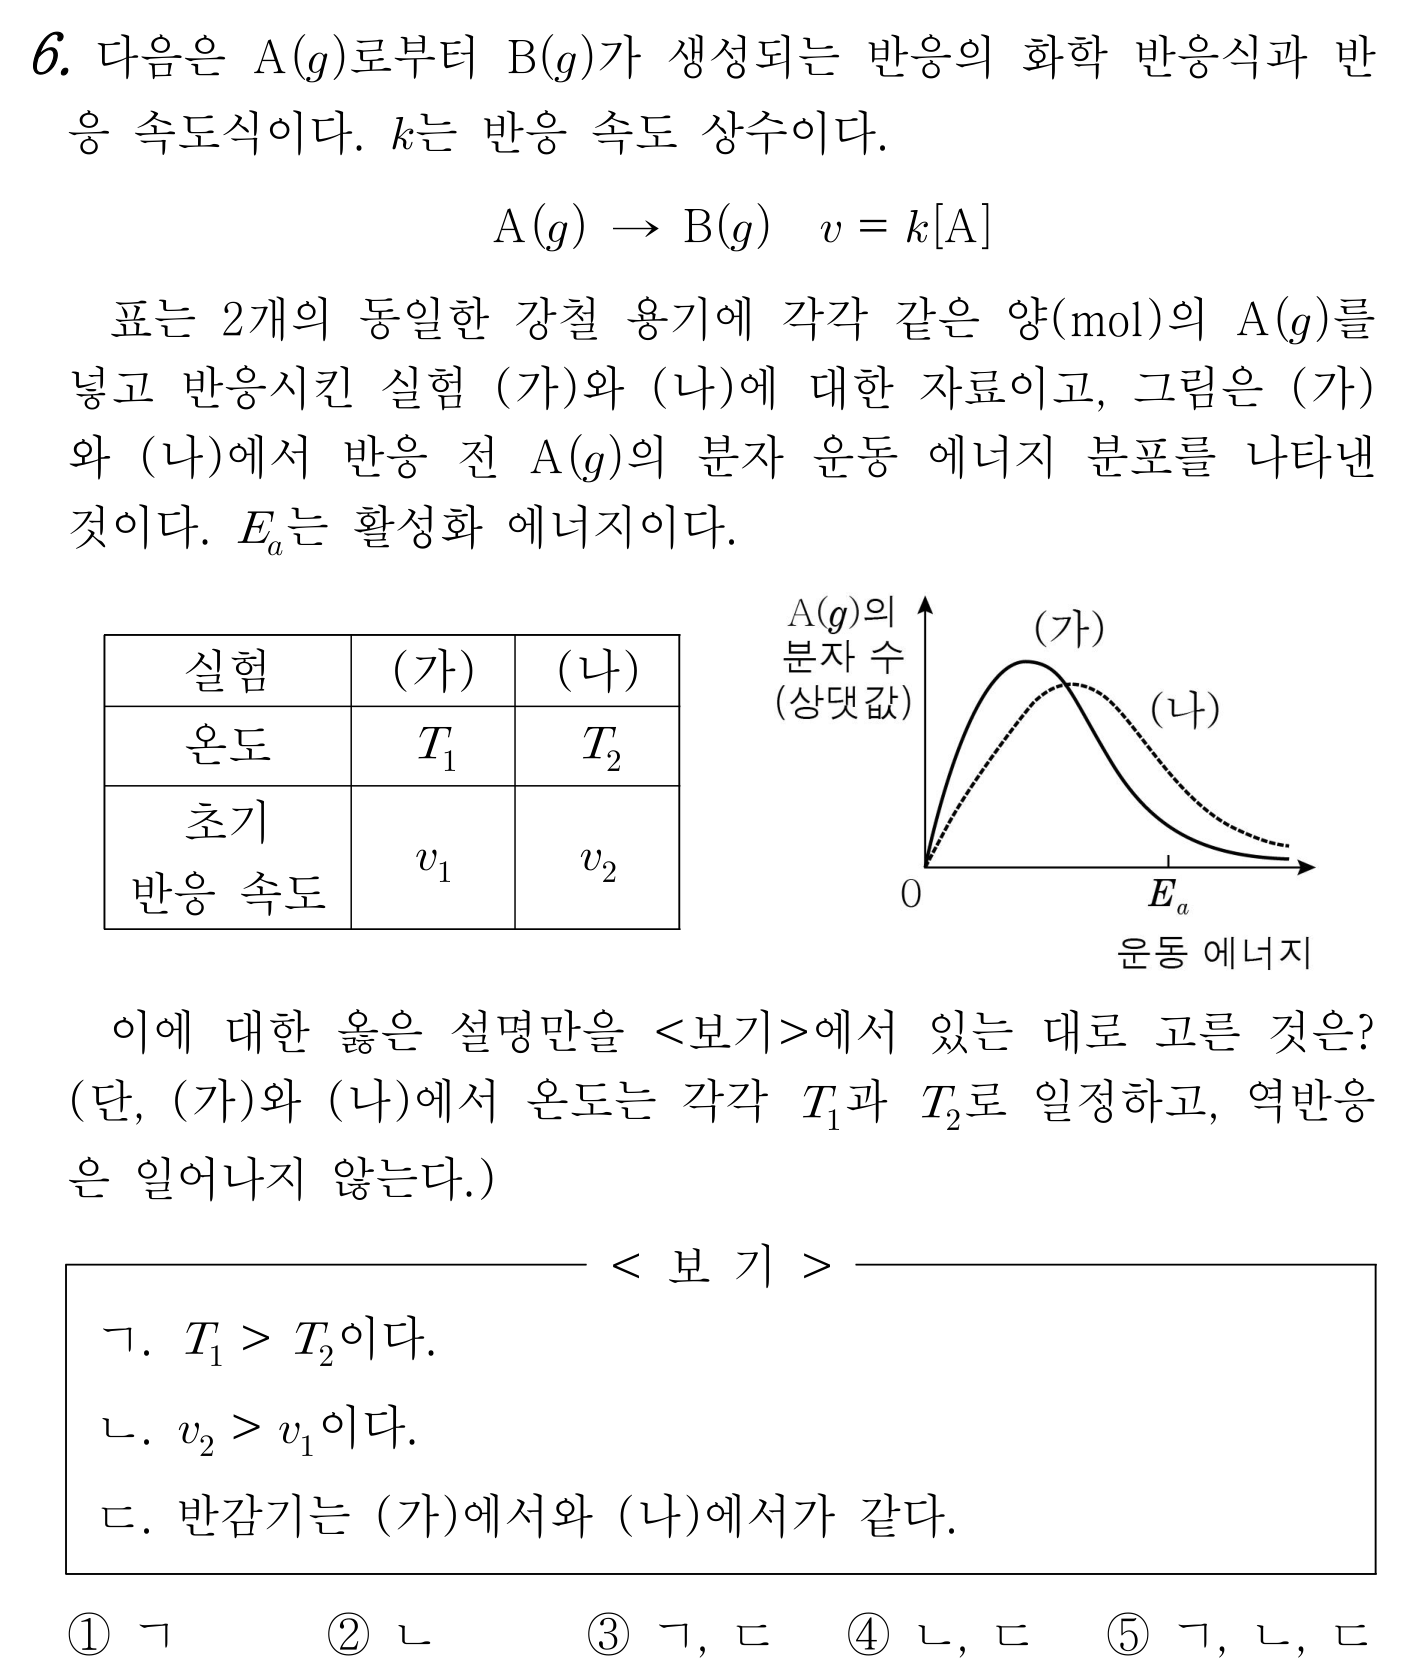 6. 다음은 A(g)로부터 B(g)가 생성되는 반응의 화학 반응식과 반
응 속도식이다. k는 반응 속도 상수이다.
A(g) → B(g) v = k[A]
표는 2개의 동일한 강철 용기에 각각 같은 양(mol)의 A(g)를
넣고 반응시킨 실험 (가)와 (나)에 대한 자료이고, 그림은 (가)
와 (나)에서 반응 전 A(g)의 분자 운동 에너지 분포를 나타낸
것이다. Eₐ는 활성화 에너지이다.
실험 (가) (나)
온도 T₁ T₂
초기
반응 속도 v₁ v₂
A(g)의
분자 수
(상댓값)
(가)
(나)
0
Eₐ
운동 에너지
이에 대한 옳은 설명만을 <보기>에서 있는 대로 고른 것은?
(단, (가)와 (나)에서 온도는 각각 T₁과 T₂로 일정하고, 역반응
은 일어나지 않는다.)
< 보 기 >
ㄱ. T₁ > T₂이다.
ㄴ. v₂ > v₁이다.
ㄷ. 반감기는 (가)에서와 (나)에서가 같다.
① ㄱ ② ㄴ ③ ㄱ, ㄷ ④ ㄴ, ㄷ ⑤ ㄱ, ㄴ, ㄷ